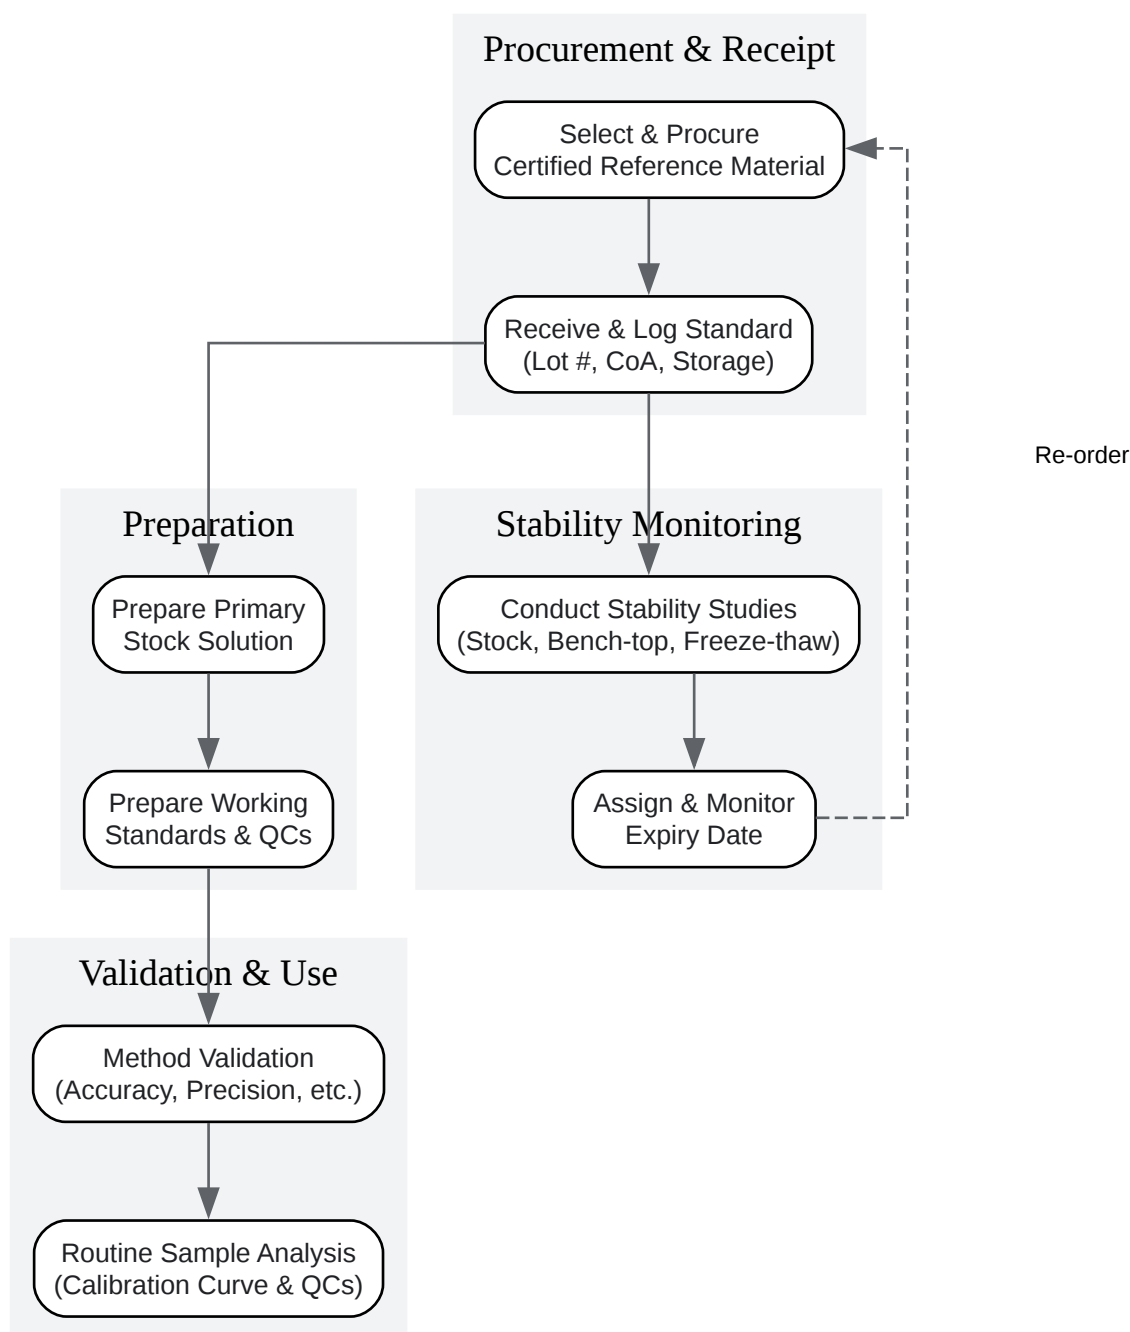 Procurement & Receipt
Select & Procure
Certified Reference Material
Receive & Log Standard
(Lot #, CoA, Storage)
Re-order
Preparation
Prepare Primary
Stock Solution
Prepare Working
Standards & QCs
Stability Monitoring
Conduct Stability Studies
(Stock, Bench-top, Freeze-thaw)
Assign & Monitor
Expiry Date
Validation & Use
Method Validation
(Accuracy, Precision, etc.)
Routine Sample Analysis
(Calibration Curve & QCs)